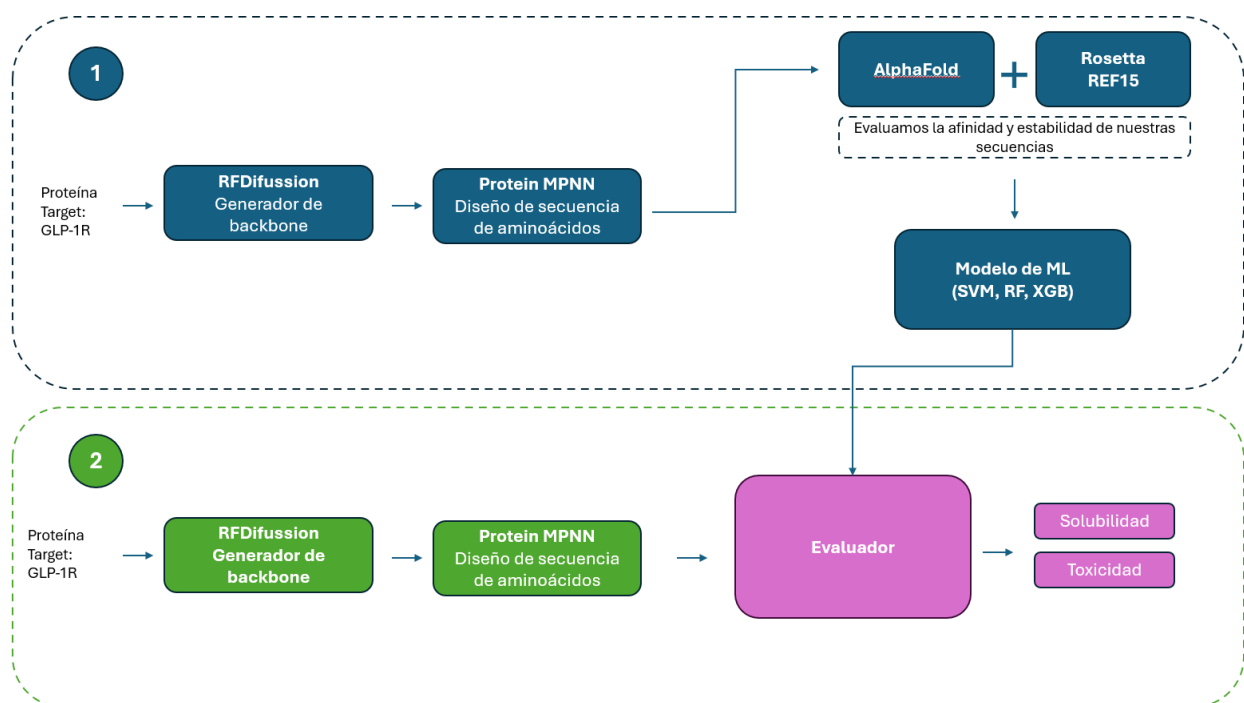 1
Proteína
Target:
GLP-1R
RFDifussion
Generador de
backbone
Protein MPNN
Diseño de secuencia
de aminoácidos
AlphaFold
+
Rosetta
REF15
Evaluamos la afinidad y estabilidad de nuestras
secuencias
Modelo de ML
(SVM, RF, XGB)
2
Proteína
Target:
GLP-1R
RFDifussion
Generador de
backbone
Protein MPNN
Diseño de secuencia
de aminoácidos
Evaluador
Solubilidad
Toxicidad